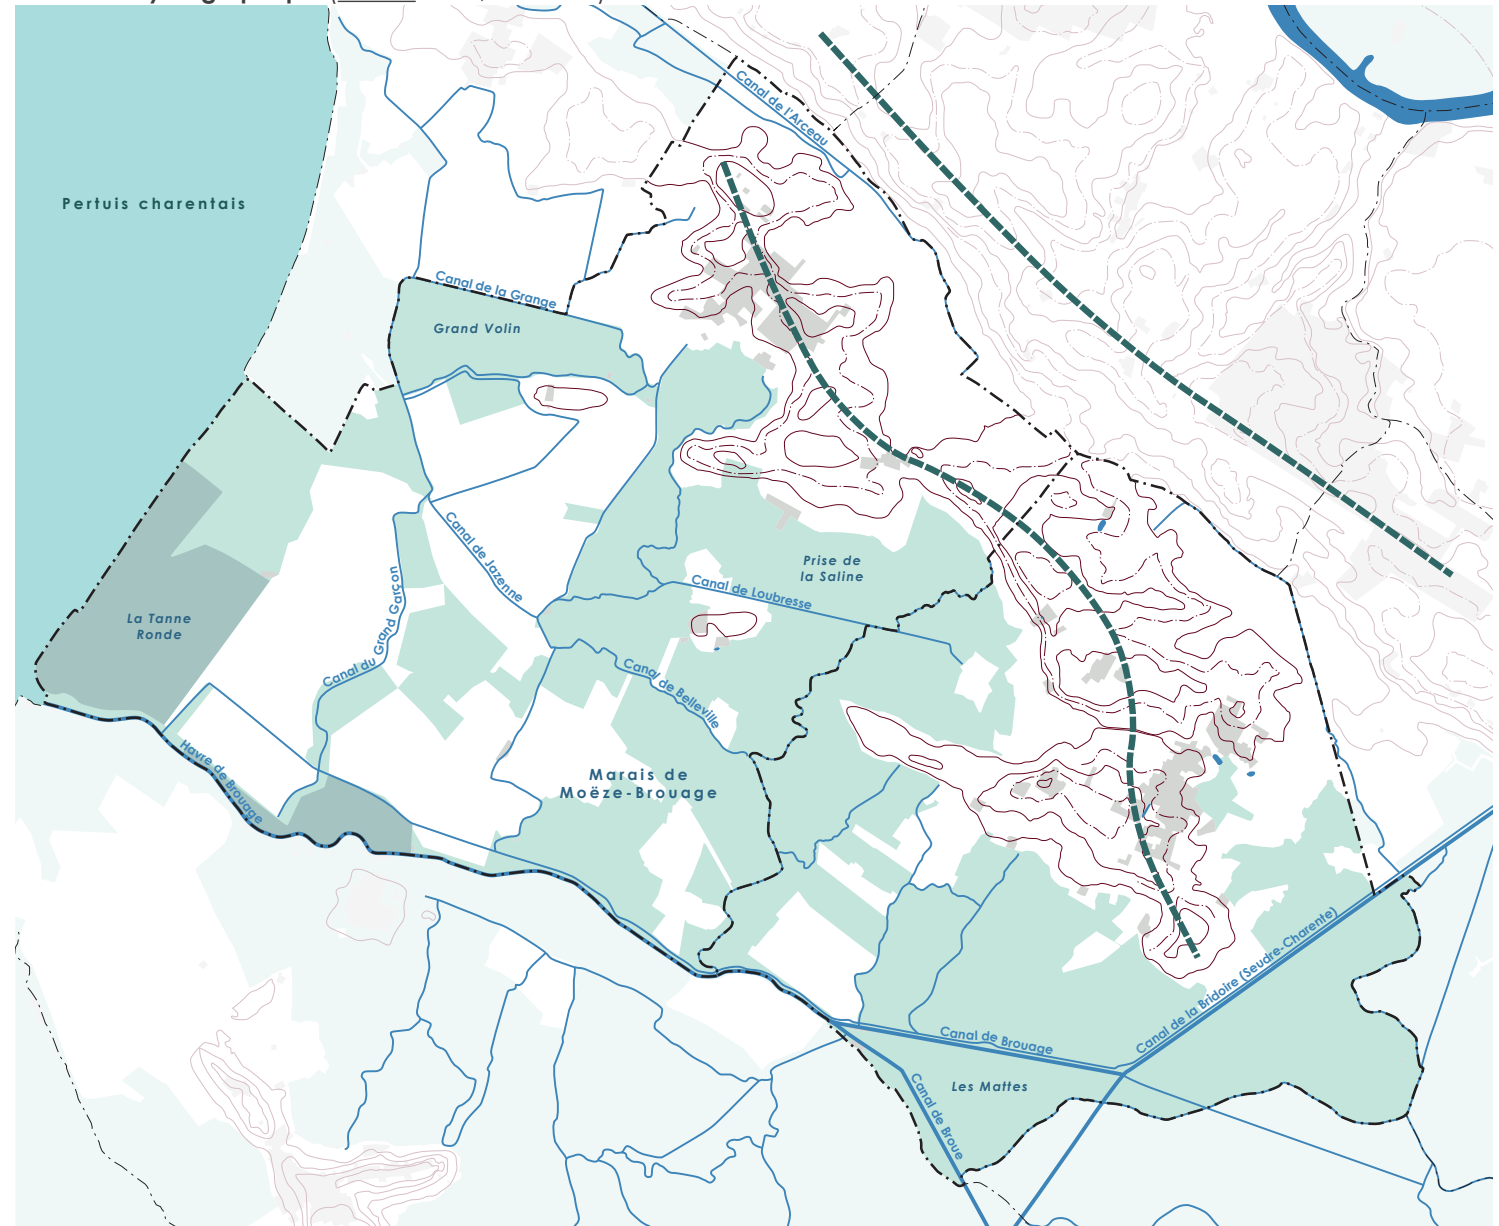 Canal de l'Arceau
Pertuis charentais
Canal de la Grange
Grand Volin
Canal de Jazenne
Prise de
la Saline
Canal de Loubresse
La Tanne
Ronde
Canal du Grand Garçon
Canal de Belleville
Havre de Brouage
Marais de
Moëze-Brouage
Canal de la Bridoire (Seudre-Charente)
Canal de Brouage
Les Mattes
Canal de Broue